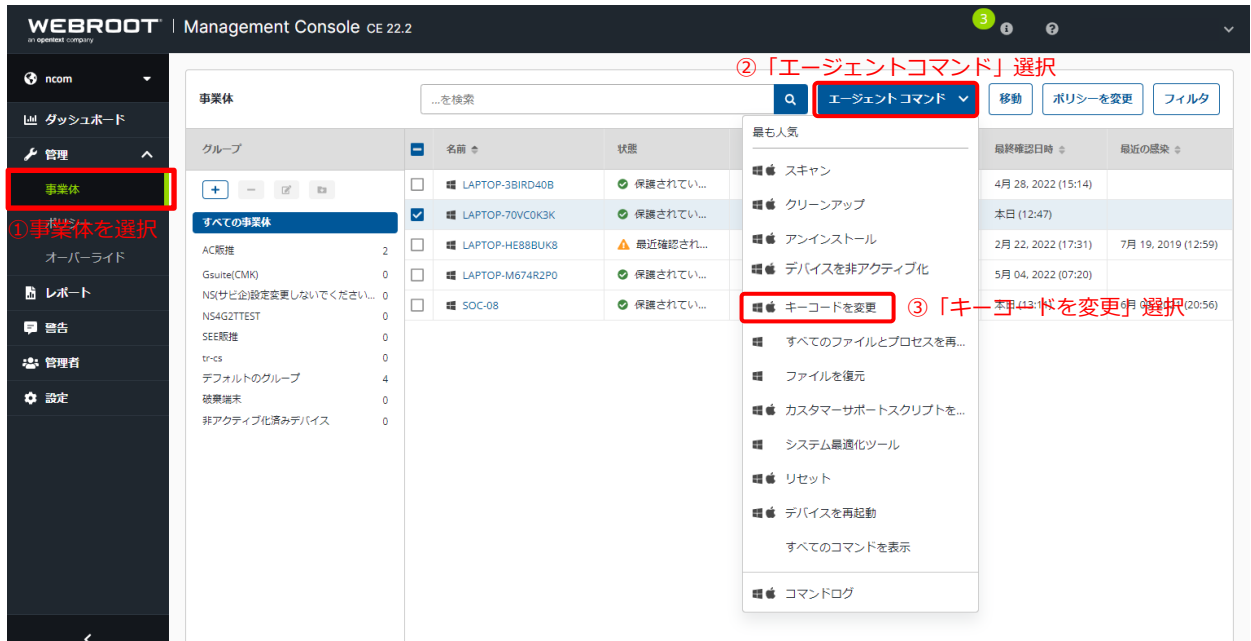 WEBROOT
an opentext company
Management Console CE 22.2
3
ncom
ダッシュボード
管理
事業体
①事業体を選択
オーバーライド
レポート
警告
管理者
設定
②「エージェントコマンド」選択
事業体
...を検索
エージェント コマンド
移動
ポリシーを変更
フィルタ
グループ
すべての事業体
AC販推 2
Gsuite(CMK) 0
NS(サビ企)設定変更しないでください... 0
NS4G2TTEST 0
SEE販推 0
tr-cs 0
デフォルトのグループ 4
破棄端末 0
非アクティブ化済みデバイス 0
名前 状態 最終確認日時 最近の感染
LAPTOP-3BIRD40B 保護されてい... 4月 28, 2022 (15:14)
LAPTOP-70VC0K3K 保護されてい... 本日 (12:47)
LAPTOP-HE88BUK8 最近確認され... 2月 22, 2022 (17:31) 7月 19, 2019 (12:59)
LAPTOP-M674R2P0 保護されてい... 5月 04, 2022 (07:20)
SOC-08 保護されてい... 本日 (20:56)
最も人気
スキャン
クリーンアップ
アンインストール
デバイスを非アクティブ化
キーコードを変更
③「キーコードを変更」選択
すべてのファイルとプロセスを再...
ファイルを復元
カスタマーサポートスクリプトを...
システム最適化ツール
リセット
デバイスを再起動
すべてのコマンドを表示
コマンドログ